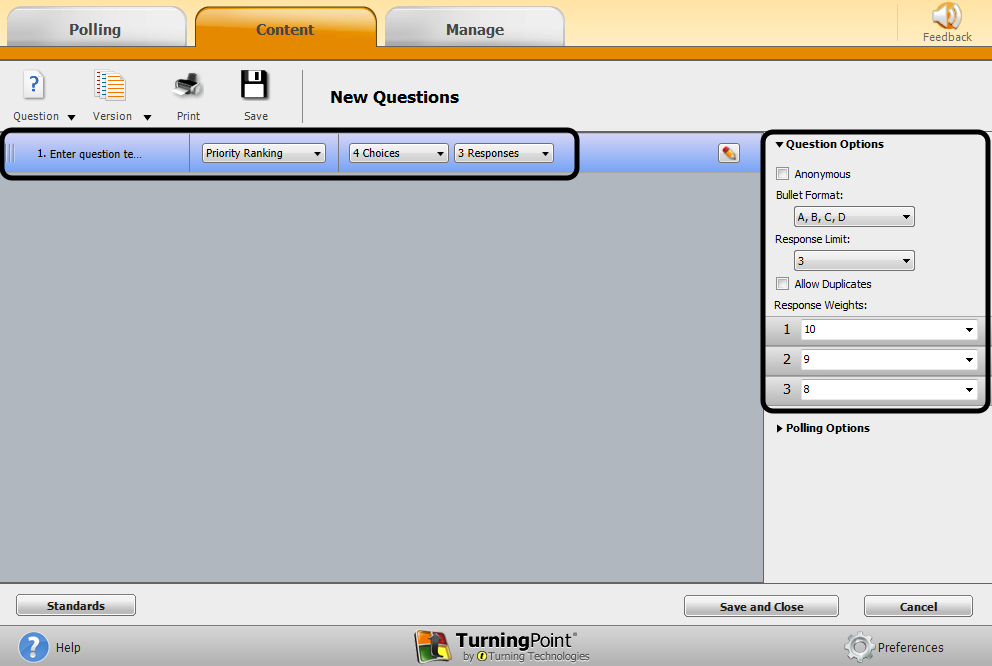 Polling
Content
Manage
Feedback
?
Question
Version
Print
Save
New Questions
1. Enter question te...
Priority Ranking
4 Choices
3 Responses
Question Options
Anonymous
Bullet Format:
A, B, C, D
Response Limit:
3
Allow Duplicates
Response Weights:
1 10
2 9
3 8
Polling Options
Standards
Save and Close
Cancel
? Help
TurningPoint®
by Turning Technologies
Preferences